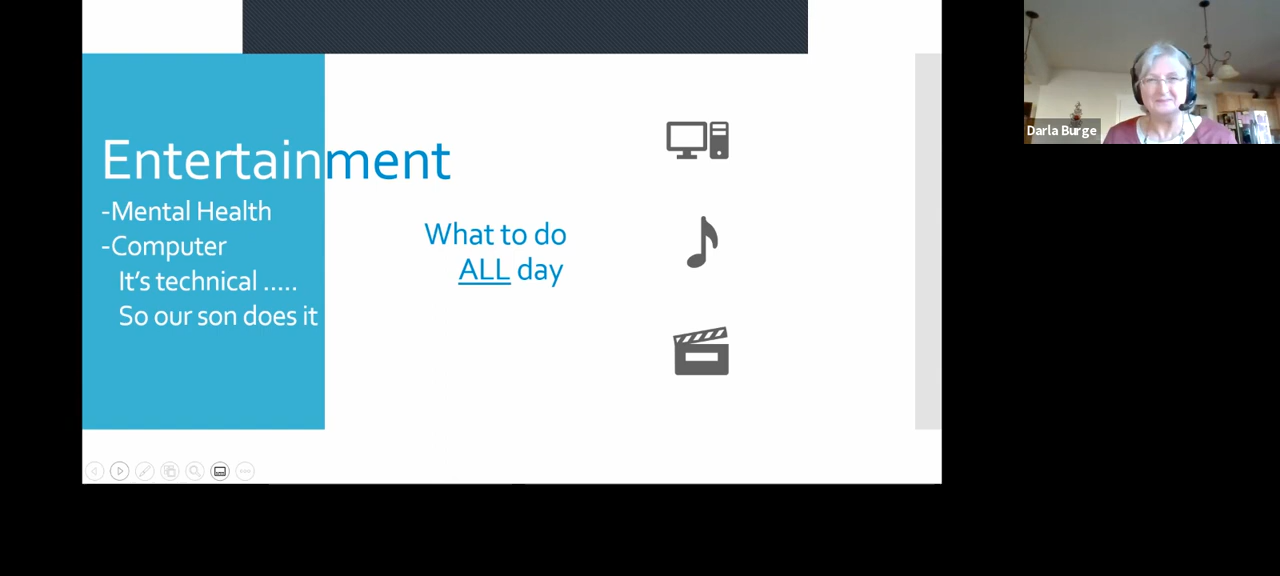 Entertainment
-Mental Health
-Computer
It's technical .....
So our son does it
What to do
ALL day
Darla Burge